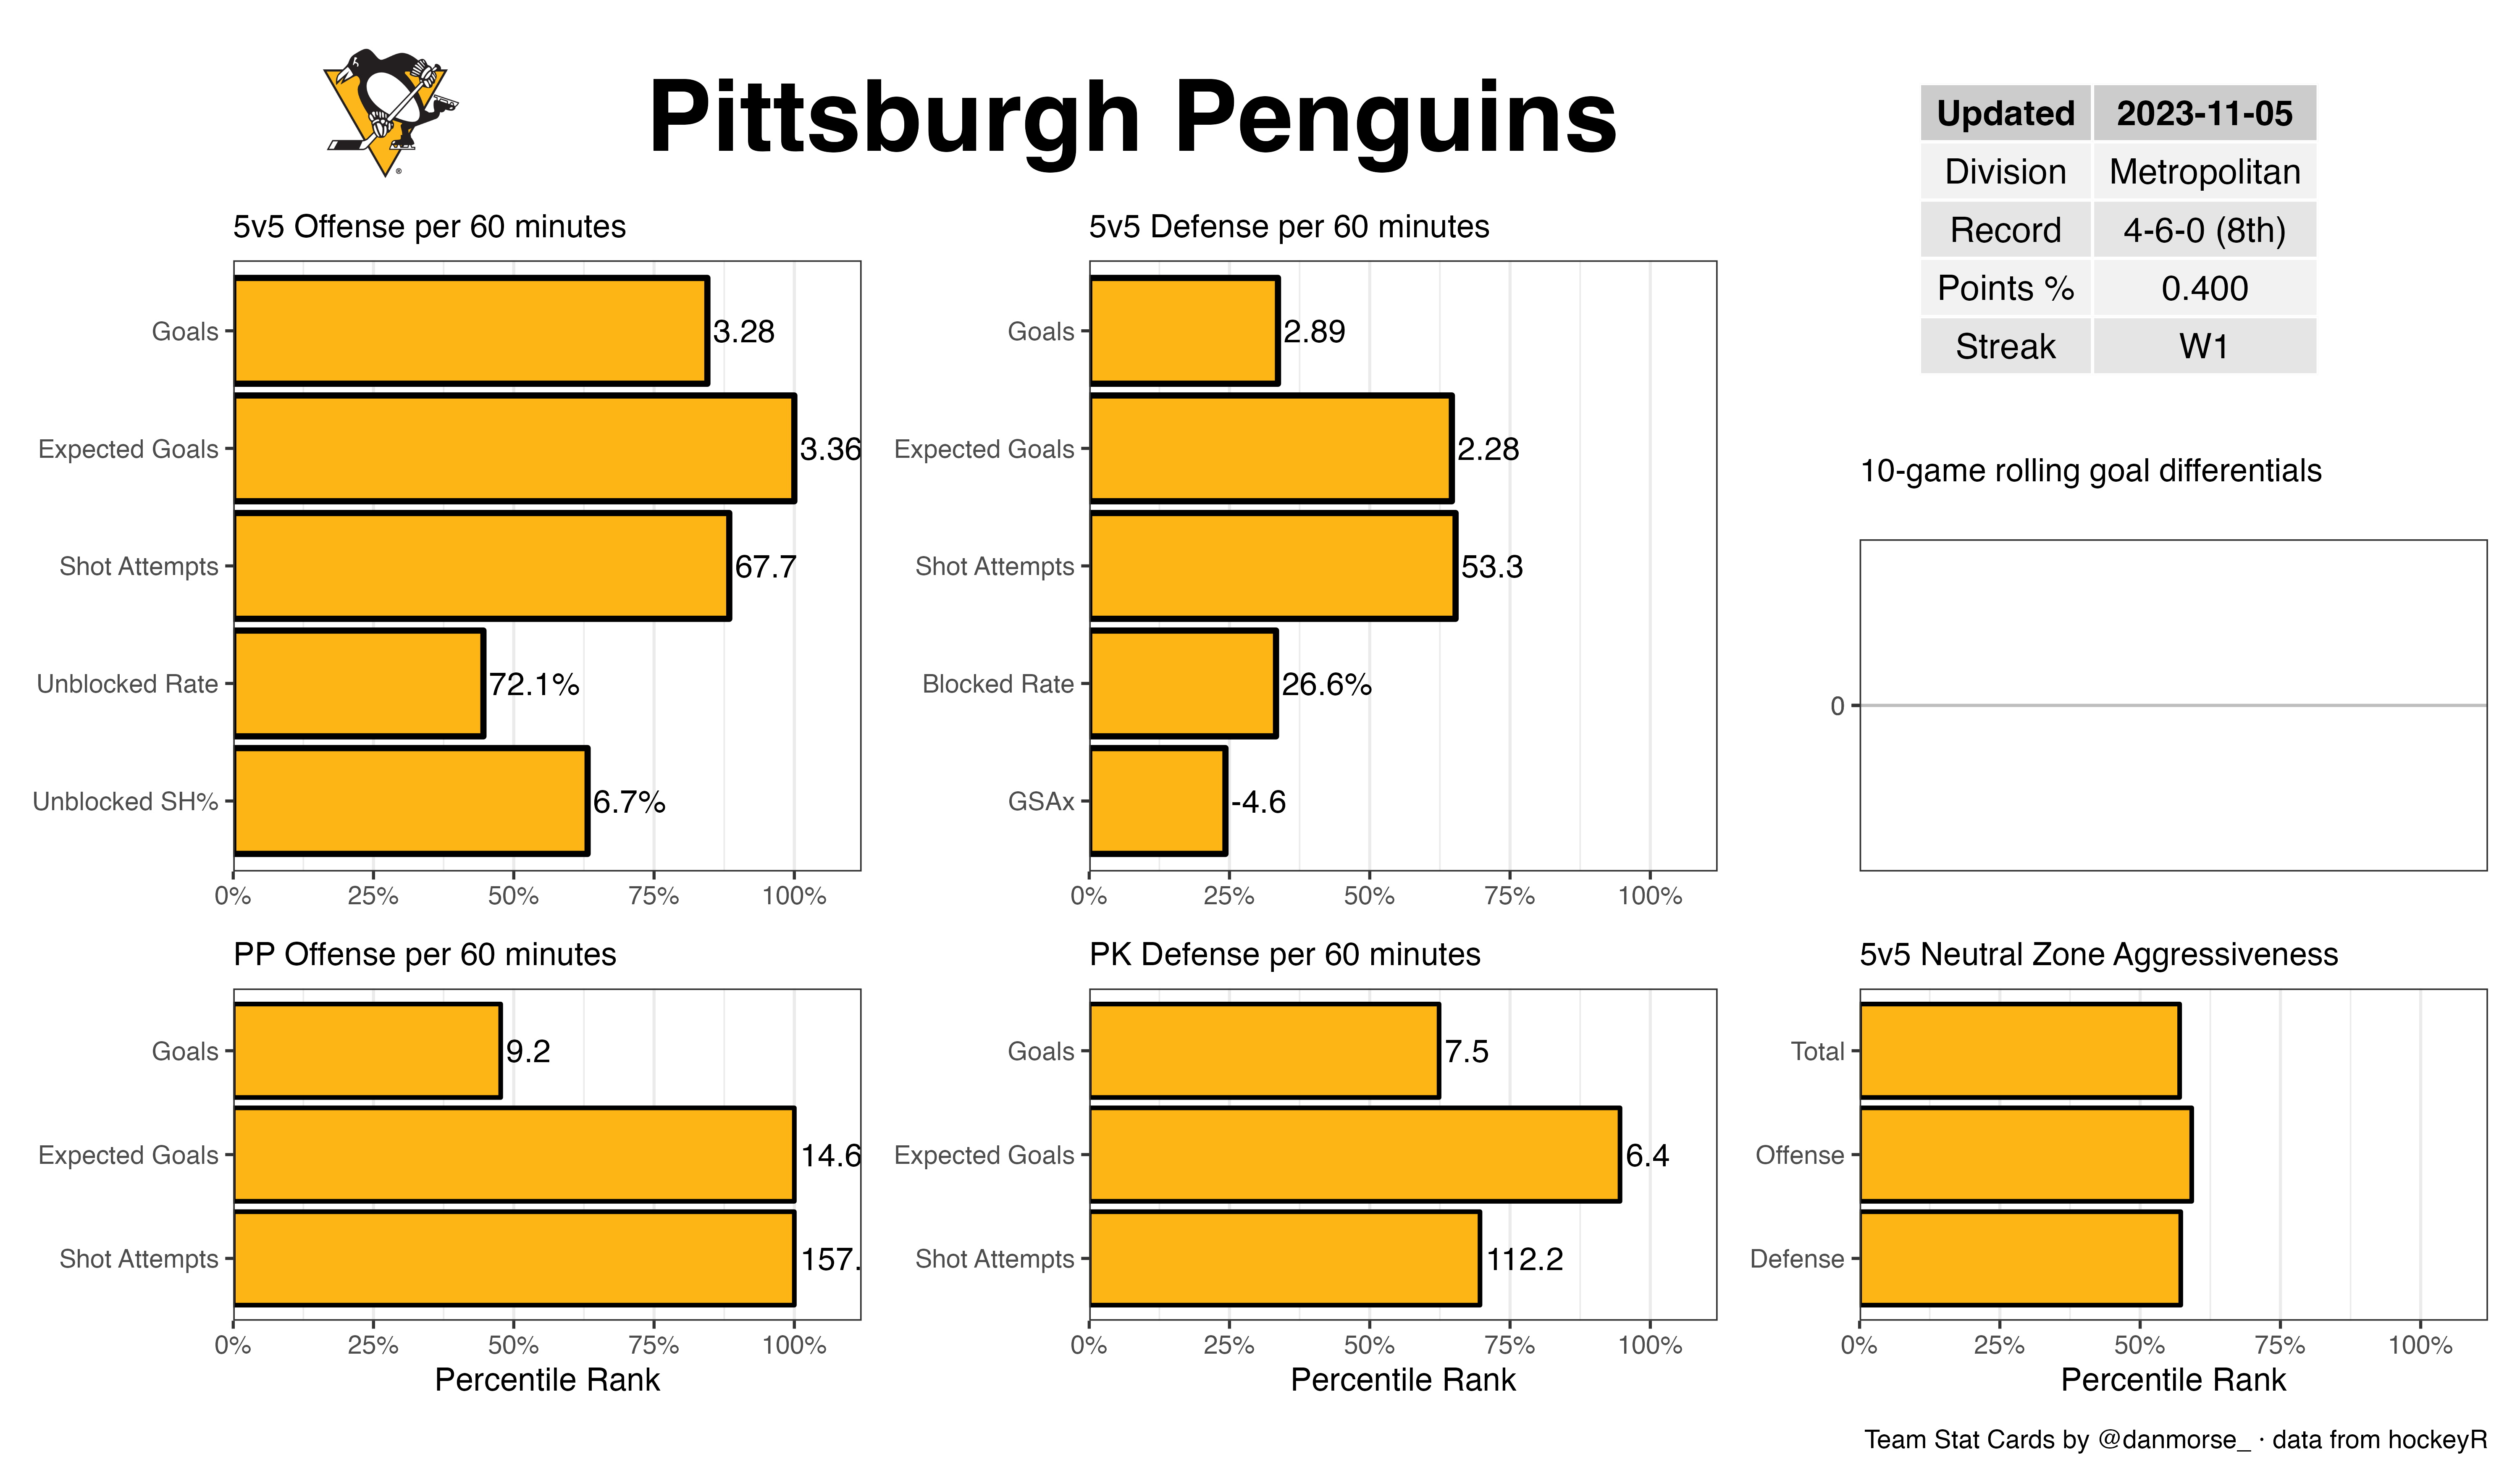 Pittsburgh Penguins
Updated 2023-11-05
Division Metropolitan
Record 4-6-0 (8th)
Points % 0.400
Streak W1
5v5 Offense per 60 minutes
Goals 3.28
Expected Goals 3.36
Shot Attempts 67.7
Unblocked Rate 72.1%
Unblocked SH% 6.7%
0% 25% 50% 75% 100%
5v5 Defense per 60 minutes
Goals 2.89
Expected Goals 2.28
Shot Attempts 53.3
Blocked Rate 26.6%
GSAx -4.6
0% 25% 50% 75% 100%
10-game rolling goal differentials
0
PP Offense per 60 minutes
Goals 9.2
Expected Goals 14.6
Shot Attempts 157.
0% 25% 50% 75% 100%
Percentile Rank
PK Defense per 60 minutes
Goals 7.5
Expected Goals 6.4
Shot Attempts 112.2
0% 25% 50% 75% 100%
Percentile Rank
5v5 Neutral Zone Aggressiveness
Total
Offense
Defense
0% 25% 50% 75% 100%
Percentile Rank
Team Stat Cards by @danmorse_ · data from hockeyR